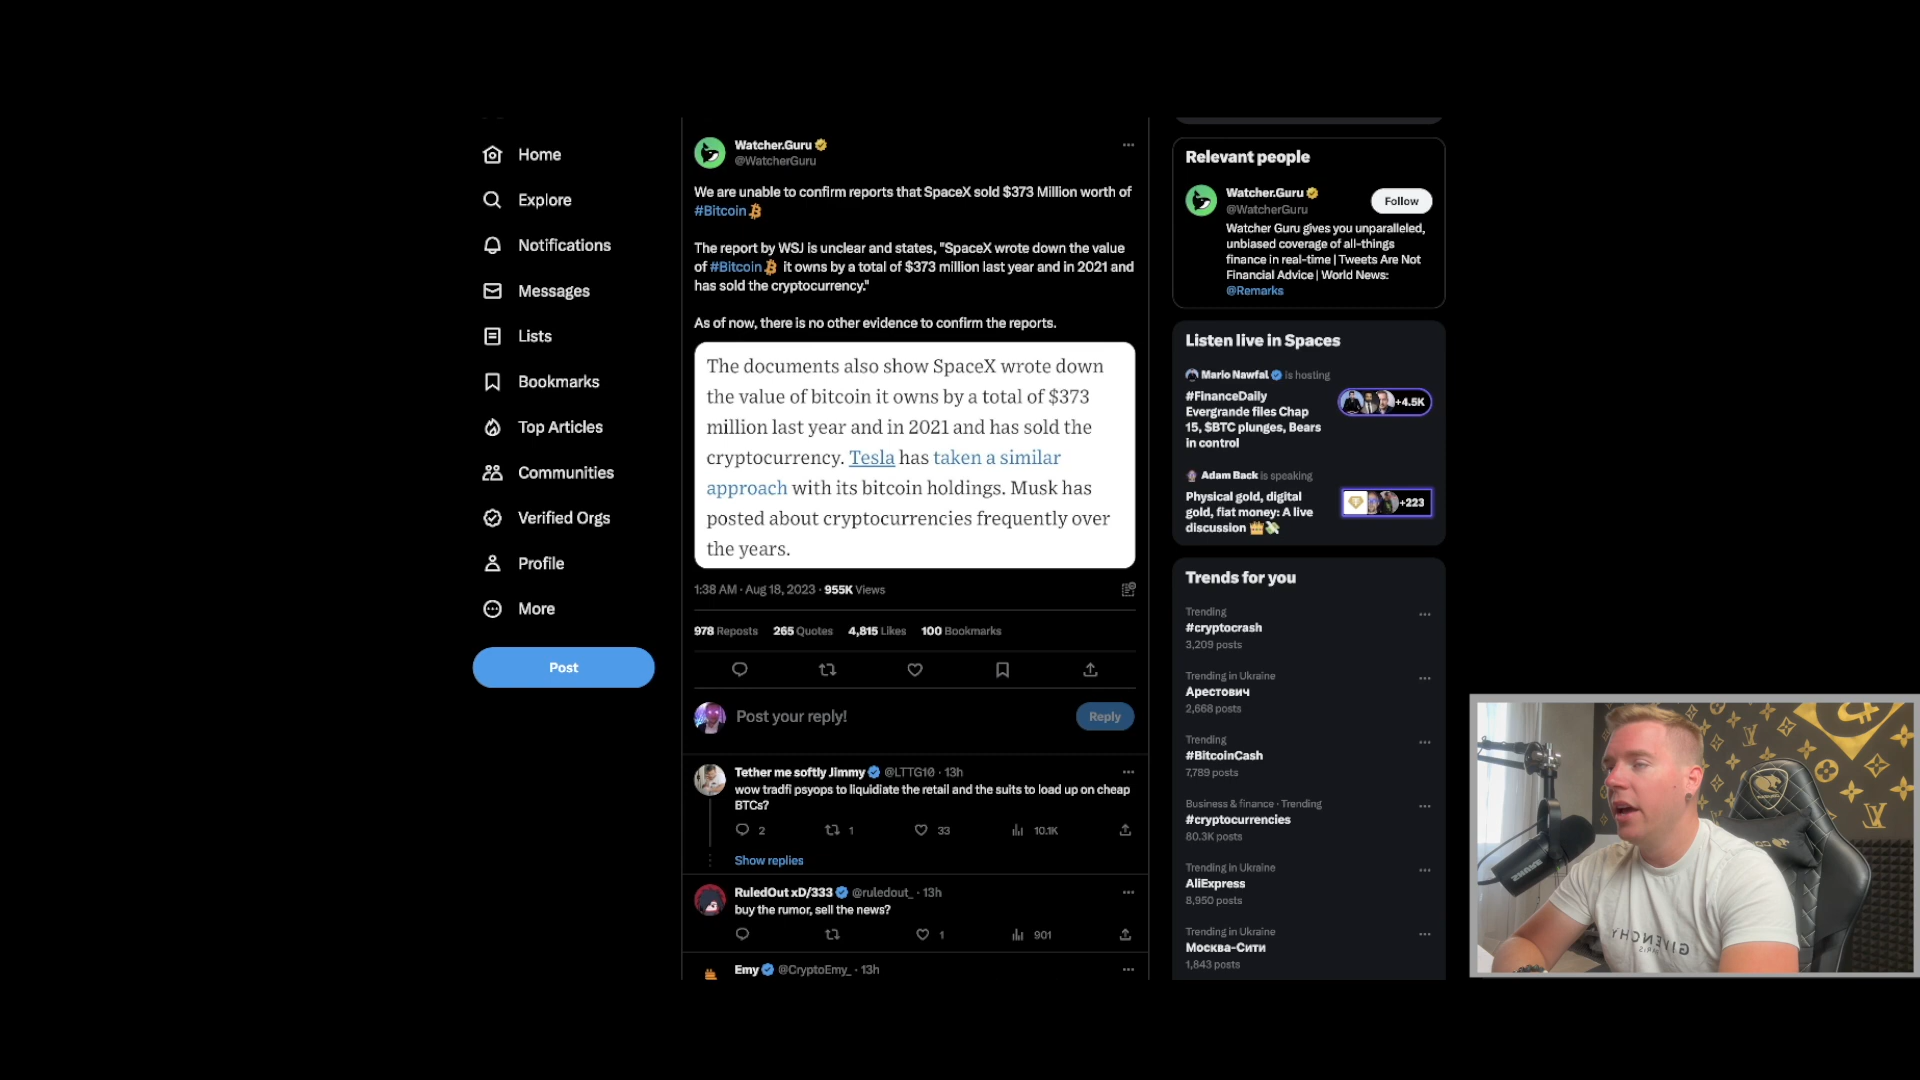 Home
Explore
Notifications
Messages
Lists
Bookmarks
Top Articles
Communities
Verified Orgs
Profile
More
Post
Watcher.Guru
@WatcherGuru
We are unable to confirm reports that SpaceX sold $373 Million worth of
#Bitcoin
The report by WSJ is unclear and states, "SpaceX wrote down the value
of #Bitcoin it owns by a total of $373 million last year and in 2021 and
has sold the cryptocurrency."
As of now, there is no other evidence to confirm the reports.
The documents also show SpaceX wrote down
the value of bitcoin it owns by a total of $373
million last year and in 2021 and has sold the
cryptocurrency. Tesla has taken a similar
approach with its bitcoin holdings. Musk has
posted about cryptocurrencies frequently over
the years.
1:38 AM · Aug 18, 2023 · 955K Views
978 Reposts 265 Quotes 4,815 Likes 100 Bookmarks
Post your reply!
Reply
Tether me softly Jimmy @LTTG10 · 13h
wow tradfi psyops to liquidiate the retail and the suits to load up on cheap
BTCs?
2 1 33 10.1K
Show replies
RuledOut xD/333 @ruledout_ · 13h
buy the rumor, sell the news?
1 901
Emy @CryptoEmy_ · 13h
Relevant people
Watcher.Guru
@WatcherGuru
Follow
Watcher Guru gives you unparalleled,
unbiased coverage of all-things
finance in real-time | Tweets Are Not
Financial Advice | World News:
@Remarks
Listen live in Spaces
Mario Nawfal is hosting
#FinanceDaily
Evergrande files Chap
15, $BTC plunges, Bears
in control
+4.5K
Adam Back is speaking
Physical gold, digital
gold, fiat money: A live
discussion
+223
Trends for you
Trending
#cryptocrash
3,209 posts
Trending in Ukraine
Арестович
2,668 posts
Trending
#BitcoinCash
7,789 posts
Business & finance · Trending
#cryptocurrencies
80.3K posts
Trending in Ukraine
AliExpress
8,950 posts
Trending in Ukraine
Москва-Сити
1,843 posts
GIVENCHY
PARIS